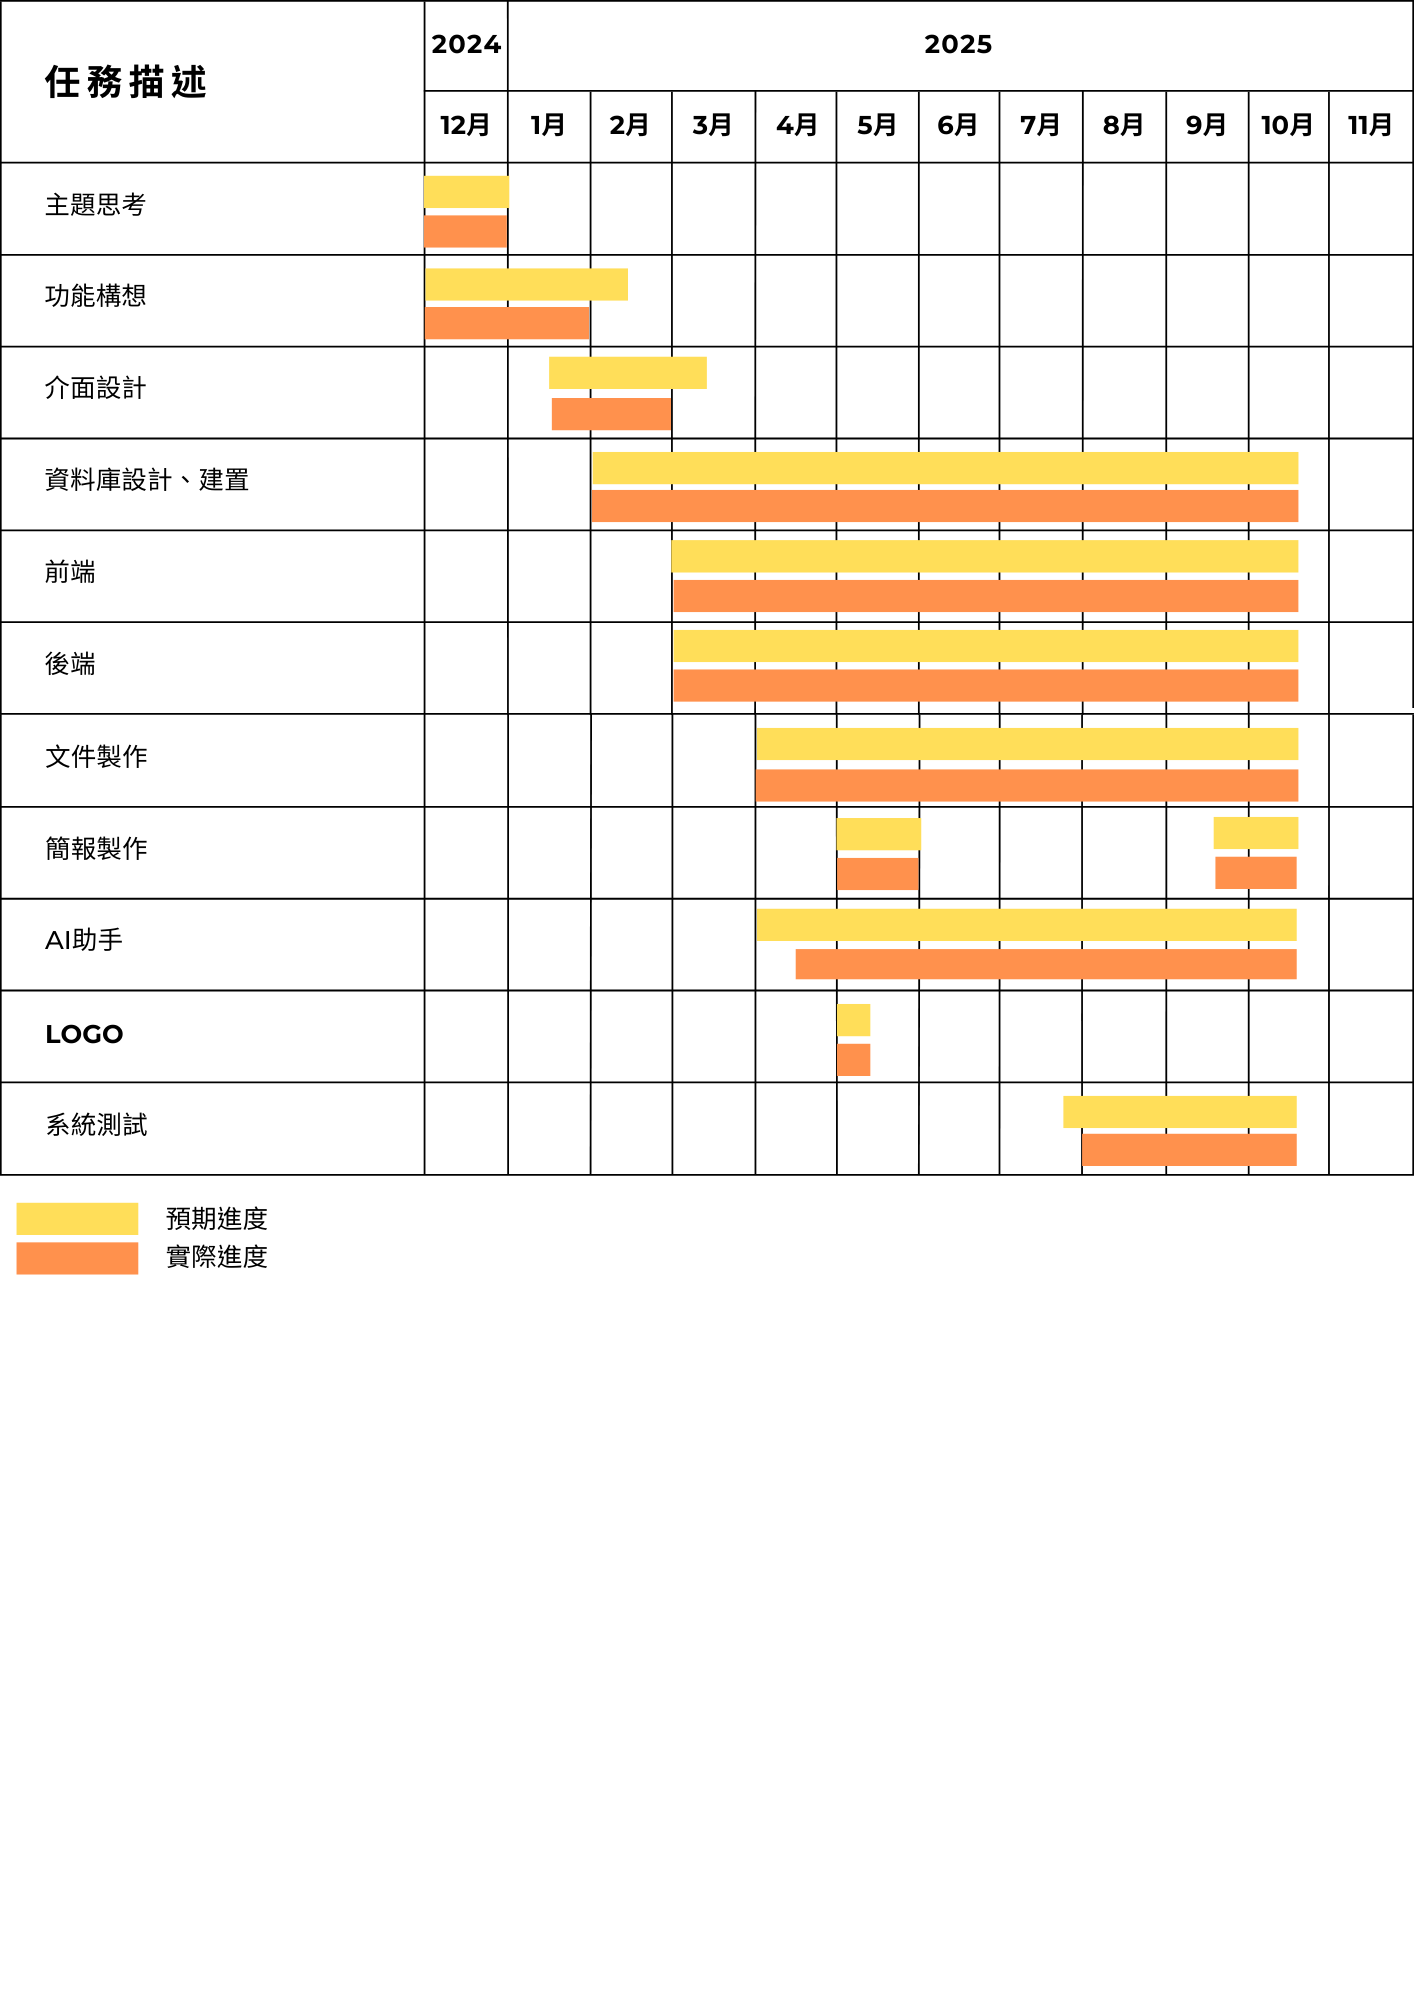 任務描述
2024
2025
12月
1月
2月
3月
4月
5月
6月
7月
8月
9月
10月
11月
主題思考
功能構想
介面設計
資料庫設計、建置
前端
後端
文件製作
簡報製作
AI助手
LOGO
系統測試
預期進度
實際進度